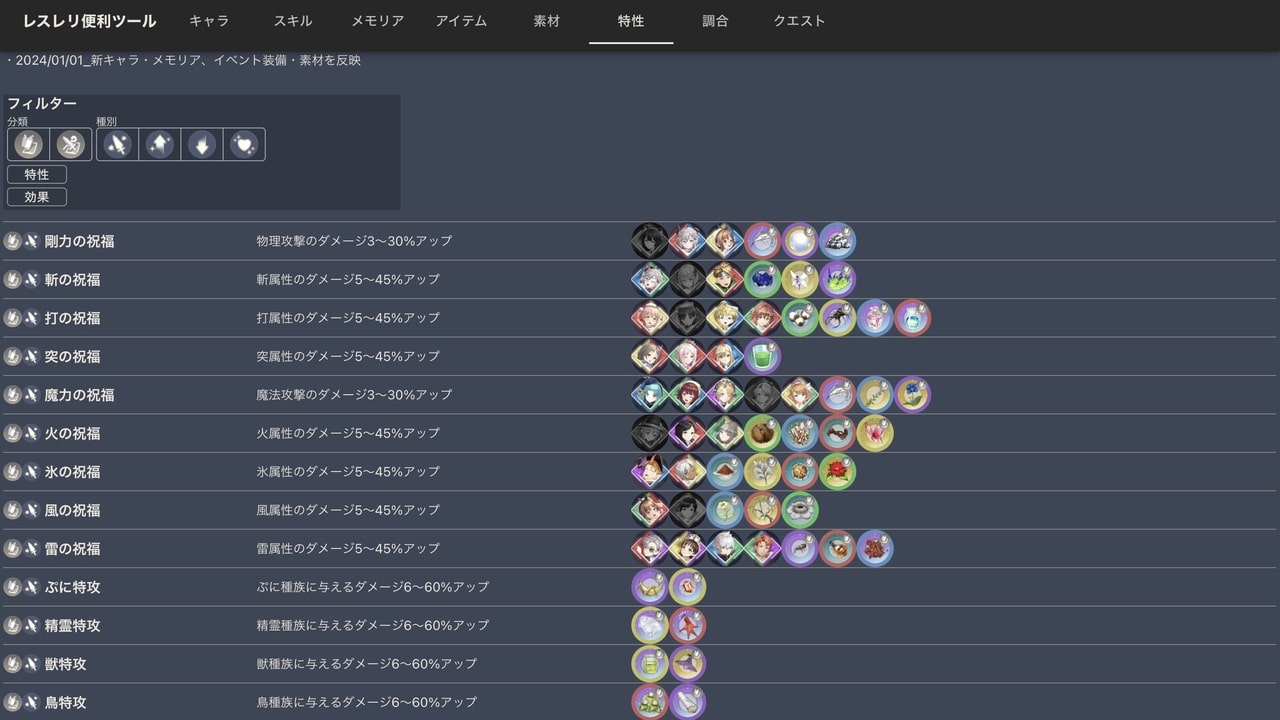 レスレリ便利ツール キャラ スキル メモリア アイテム 素材 特性 調合 クエスト
・2024/01/01_新キャラ・メモリア、イベント装備・素材を反映
フィルター
分類 種別
特性
効果
剛力の祝福 物理攻撃のダメージ3〜30%アップ
斬の祝福 斬属性のダメージ5〜45%アップ
打の祝福 打属性のダメージ5〜45%アップ
突の祝福 突属性のダメージ5〜45%アップ
魔力の祝福 魔法攻撃のダメージ3〜30%アップ
火の祝福 火属性のダメージ5〜45%アップ
氷の祝福 氷属性のダメージ5〜45%アップ
風の祝福 風属性のダメージ5〜45%アップ
雷の祝福 雷属性のダメージ5〜45%アップ
ぷに特攻 ぷに種族に与えるダメージ6〜60%アップ
精霊特攻 精霊種族に与えるダメージ6〜60%アップ
獣特攻 獣種族に与えるダメージ6〜60%アップ
鳥特攻 鳥種族に与えるダメージ6〜60%アップ